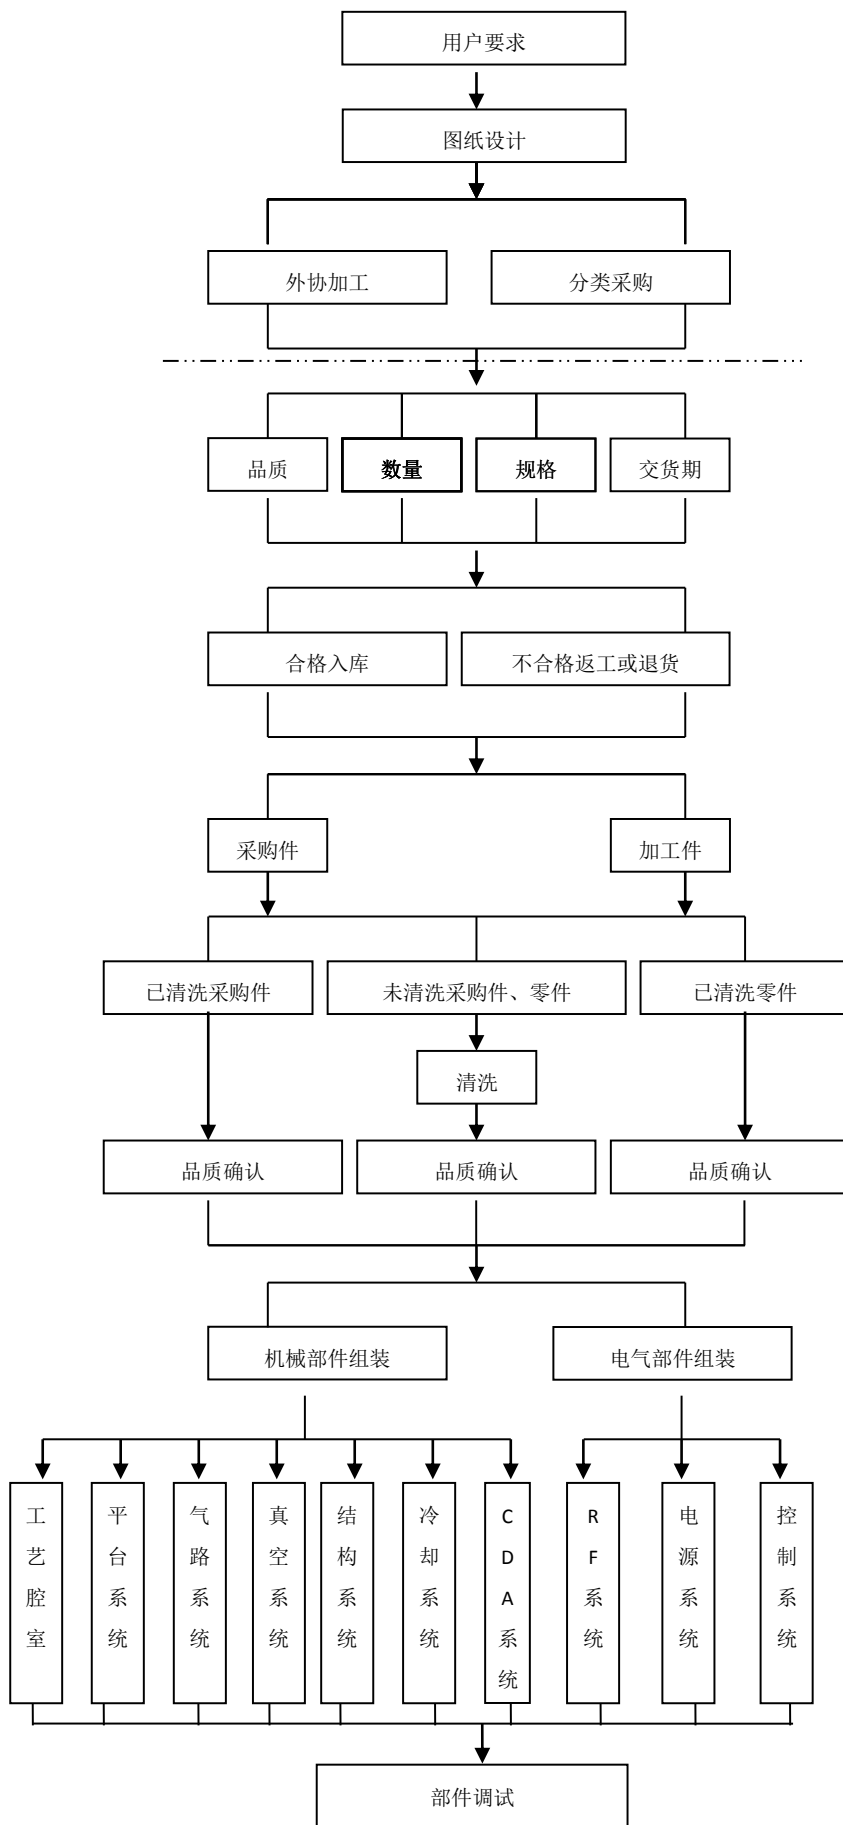 用户要求
图纸设计
外协加工
分类采购
品质
数量
规格
交货期
合格入库
不合格返工或退货
采购件
加工件
已清洗采购件
未清洗采购件、零件
已清洗零件
清洗
品质确认
品质确认
品质确认
机械部件组装
电气部件组装
工艺腔室
平台系统
气路系统
真空系统
结构系统
冷却系统
CDA系统
RF系统
电源系统
控制系统
部件调试